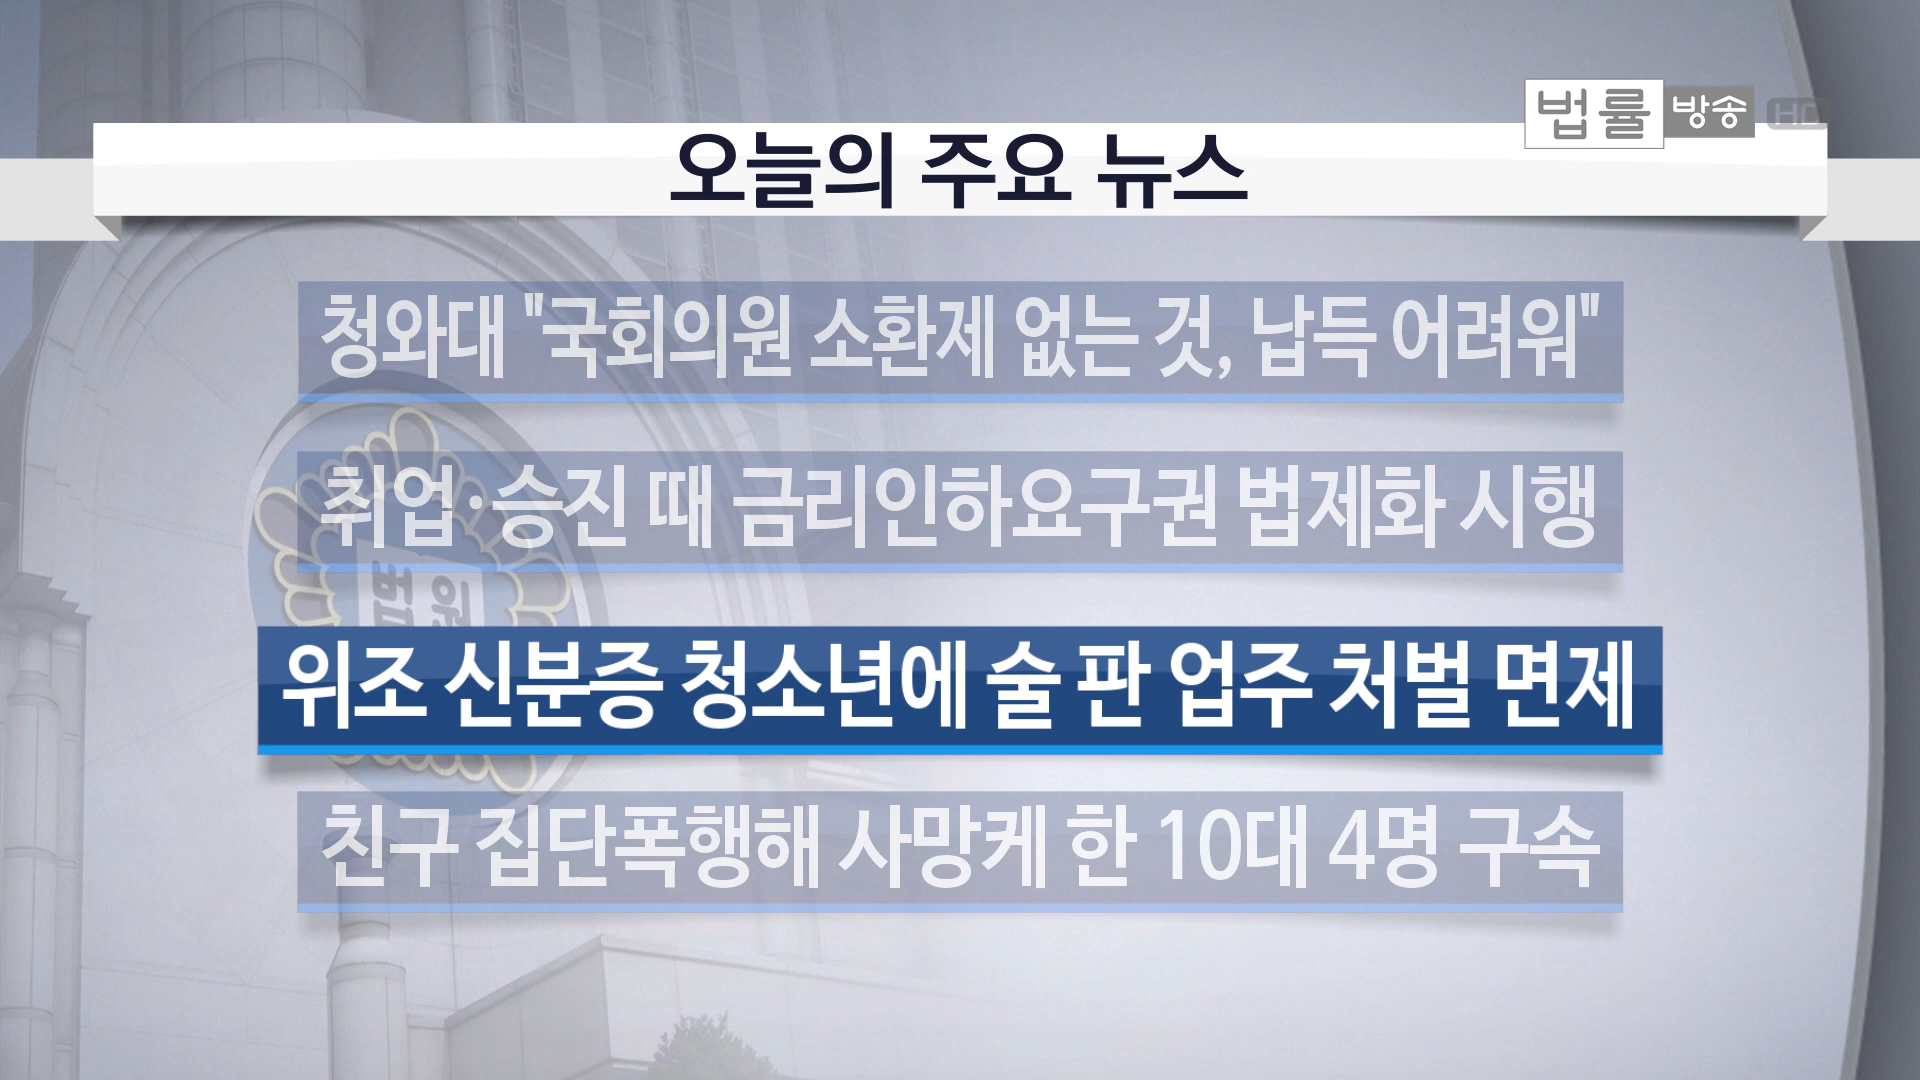 법률방송 HD
오늘의 주요 뉴스
청와대 "국회의원 소환제 없는 것, 납득 어려워"
취업·승진 때 금리인하요구권 법제화 시행
법원
위조 신분증 청소년에 술 판 업주 처벌 면제
친구 집단폭행해 사망케 한 10대 4명 구속